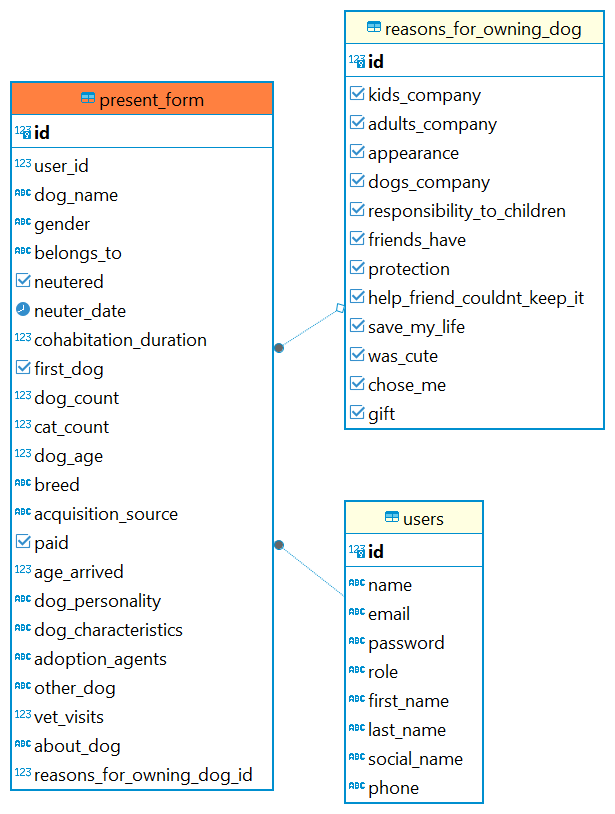 present_form
123 id
123 user_id
ABC dog_name
ABC gender
ABC belongs_to
neutered
neuter_date
123 cohabitation_duration
first_dog
123 dog_count
123 cat_count
123 dog_age
ABC breed
ABC acquisition_source
paid
123 age_arrived
ABC dog_personality
ABC dog_characteristics
ABC adoption_agents
ABC other_dog
123 vet_visits
ABC about_dog
123 reasons_for_owning_dog_id
reasons_for_owning_dog
123 id
kids_company
adults_company
appearance
dogs_company
responsibility_to_children
friends_have
protection
help_friend_couldnt_keep_it
save_my_life
was_cute
chose_me
gift
users
123 id
ABC name
ABC email
ABC password
ABC role
ABC first_name
ABC last_name
ABC social_name
ABC phone